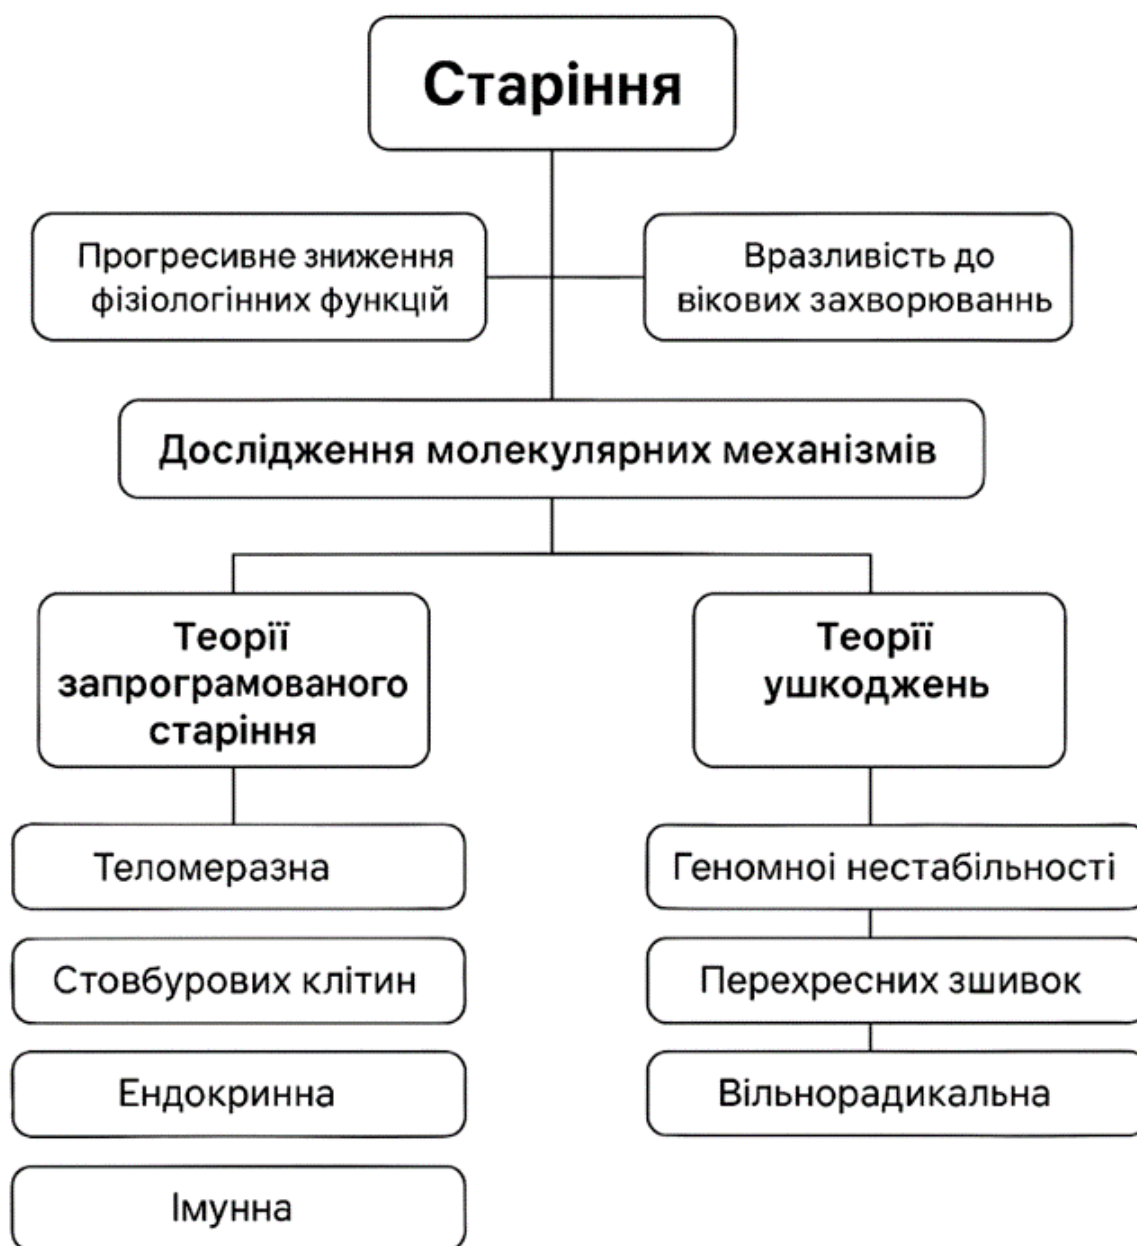 Старіння
Прогресивне зниження
фізіологінних функцій
Вразливість до
вікових захворюваннь
Дослідження молекулярних механізмів
Теорії
запрограмованого
старіння
Теорії
ушкоджень
Теломеразна
Стовбурових клітин
Ендокринна
Імунна
Геномноі нестабільності
Перехресних зшивок
Вільнорадикальна